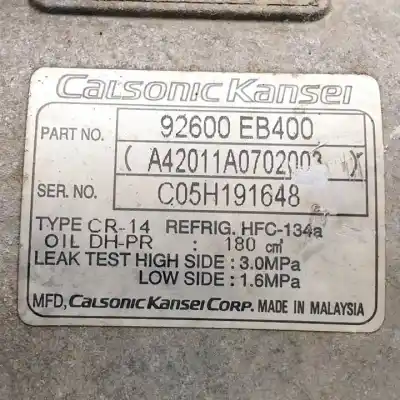 Calsonic Kansei
PART NO. 92600 EB400
( A42011A0702003 )
SER. NO. C05H191648
TYPE CR-14 REFRIG. HFC-134a
OIL DH-PR : 180 cm³
LEAK TEST HIGH SIDE : 3.0MPa
LOW SIDE : 1.6MPa
MFD, CALSONIC KANSEI CORP. MADE IN MALAYSIA